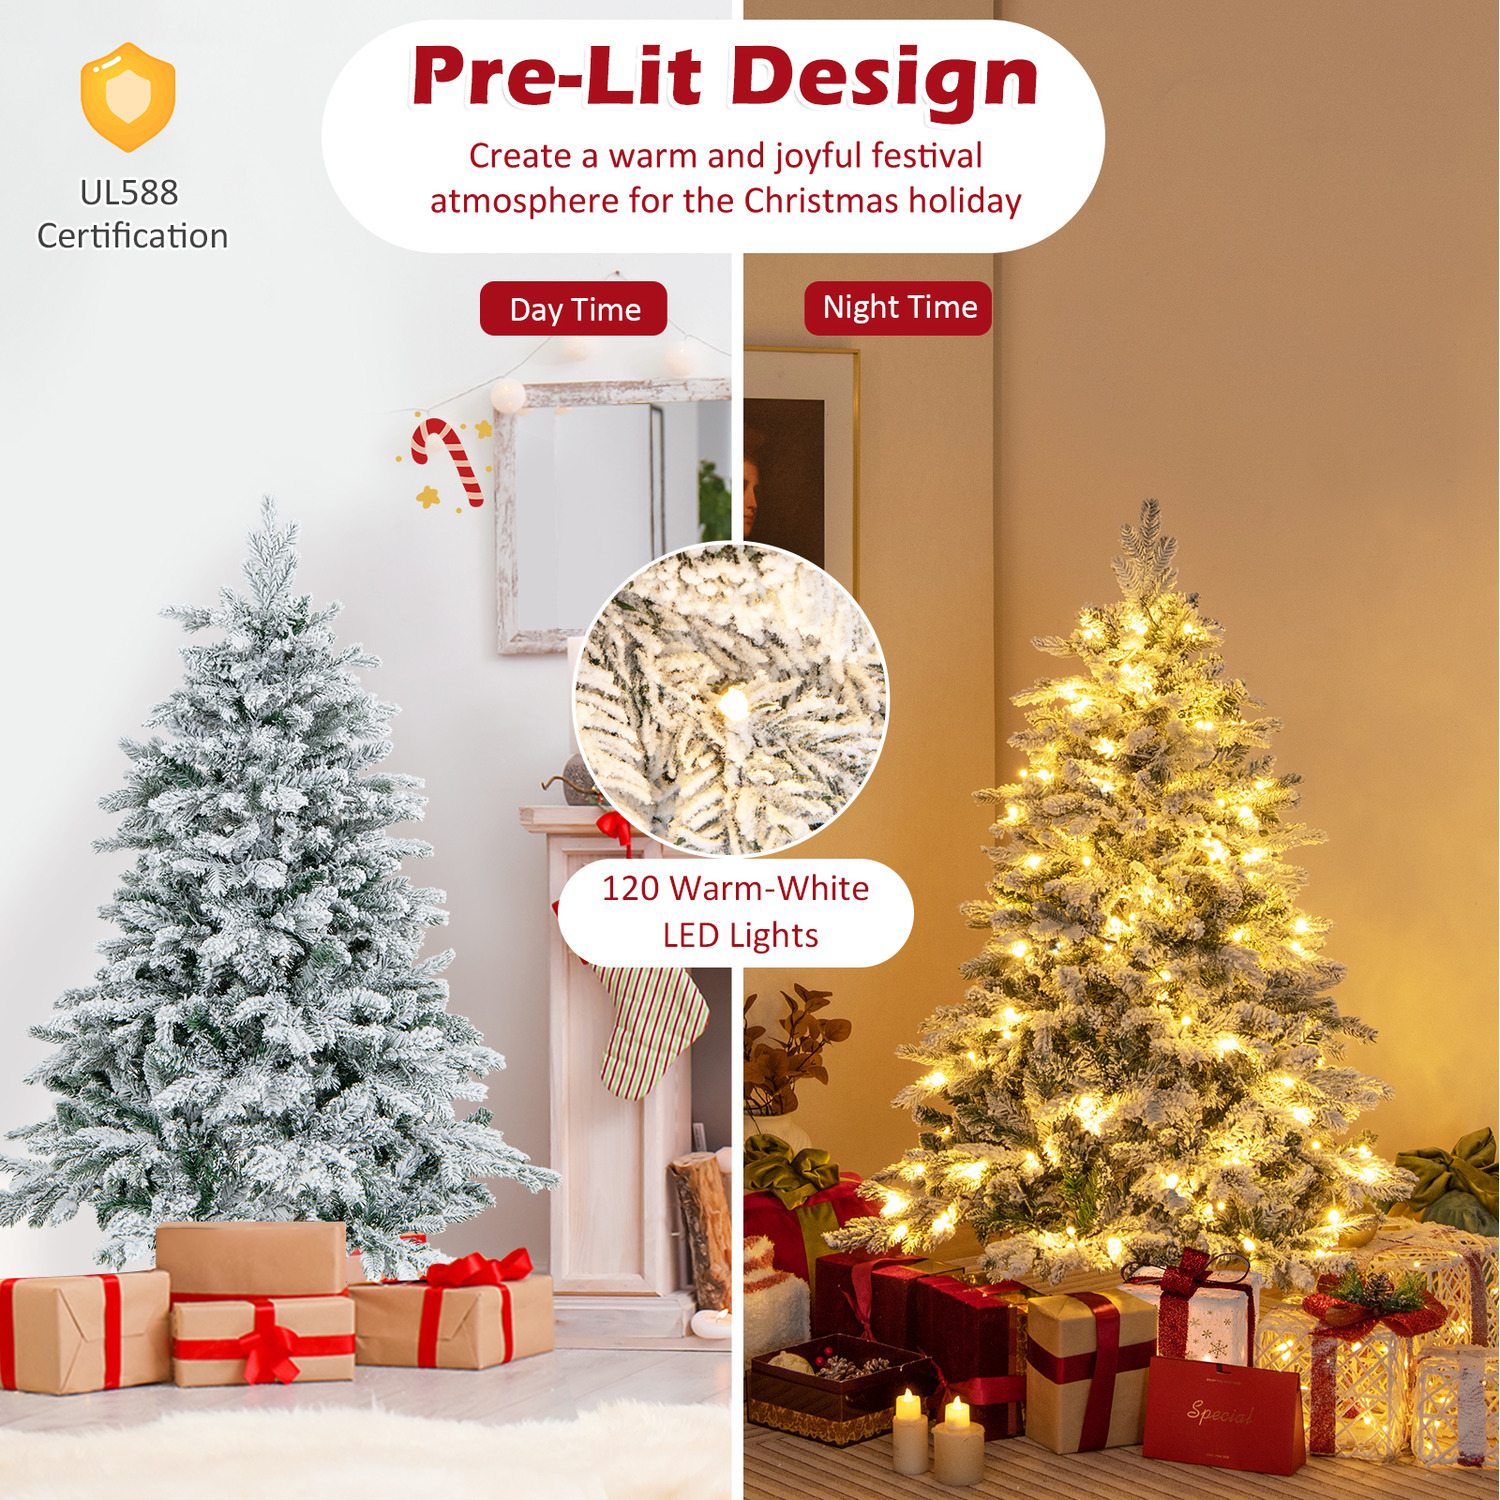 Pre-Lit Design
Create a warm and joyful festival
atmosphere for the Christmas holiday
UL588
Certification
Day Time
Night Time
120 Warm-White
LED Lights
Special